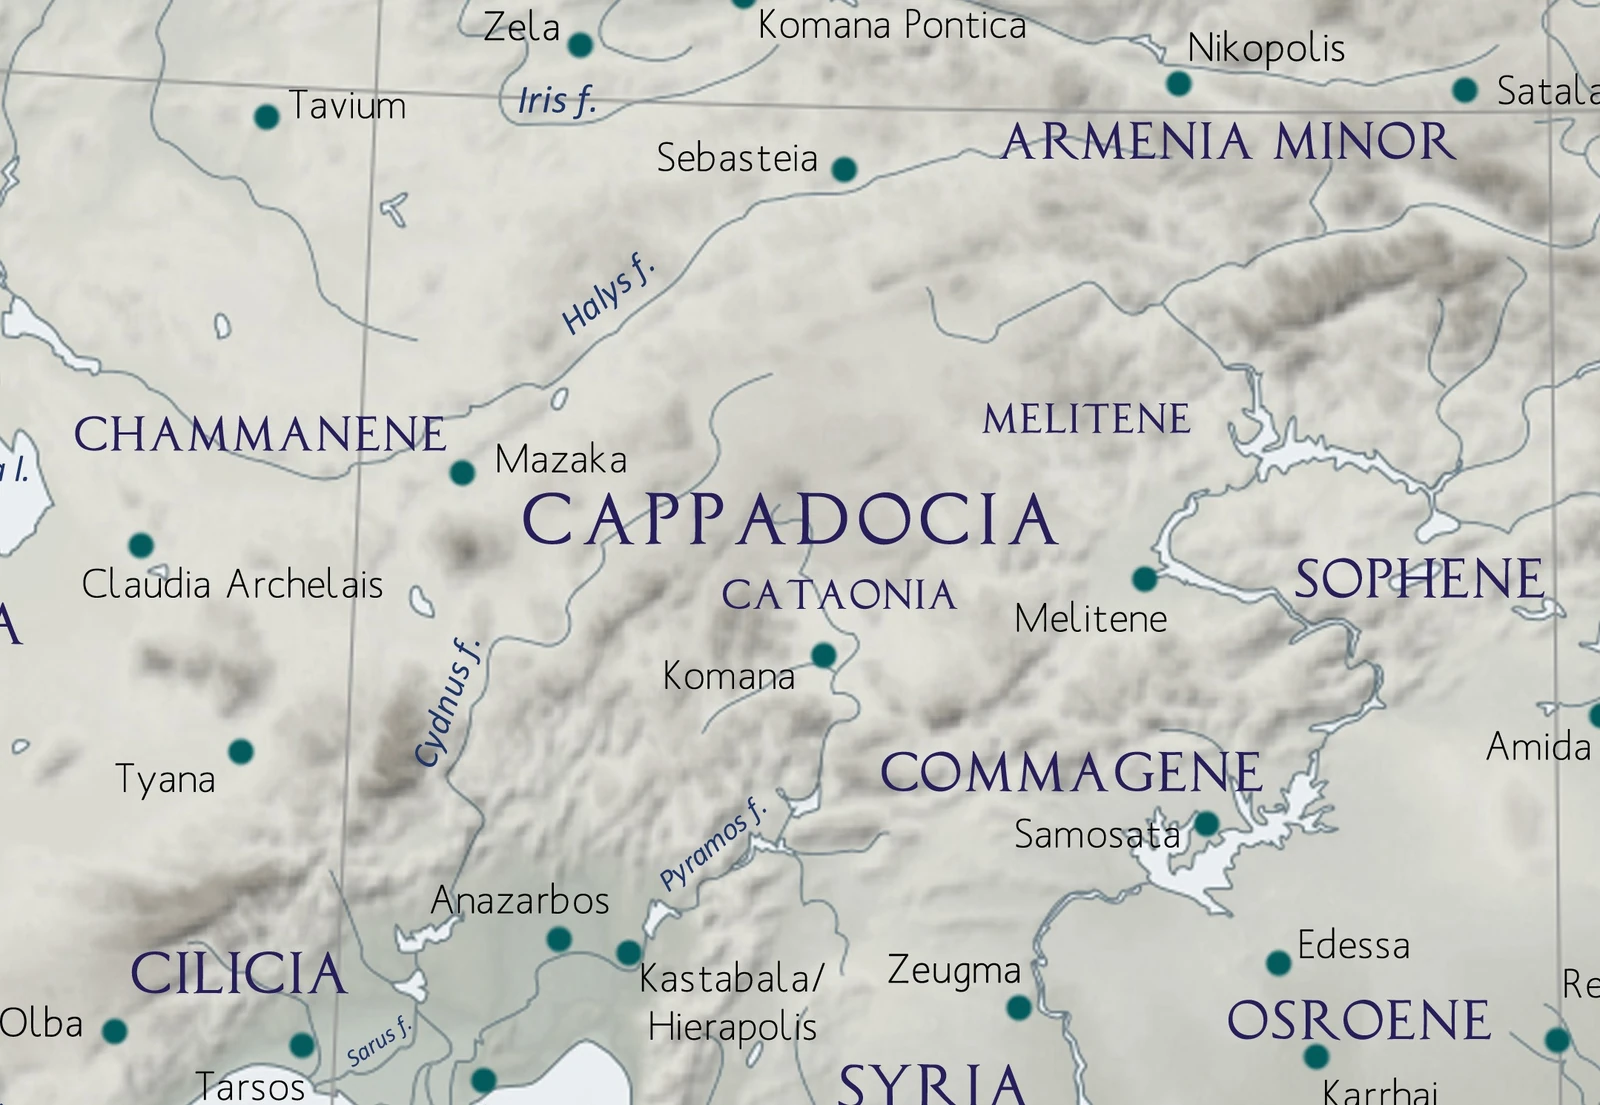 Zela
Komana Pontica
Nikopolis
Iris f.
Tavium
Satala
ARMENIA MINOR
Sebasteia
Halys f.
CHAMMANENE
MELITENE
l.
Mazaka
CAPPADOCIA
Claudia Archelais
CATAONIA
SOPHENE
Melitene
Komana
Cydnus f.
Tyana
Amida
COMMAGENE
Samosata
Pyramos f.
Anazarbos
CILICIA
Kastabala/
Hierapolis
Zeugma
Edessa
Olba
Sarus f.
OSROENE
Tarsos
SYRIA
Karrhai